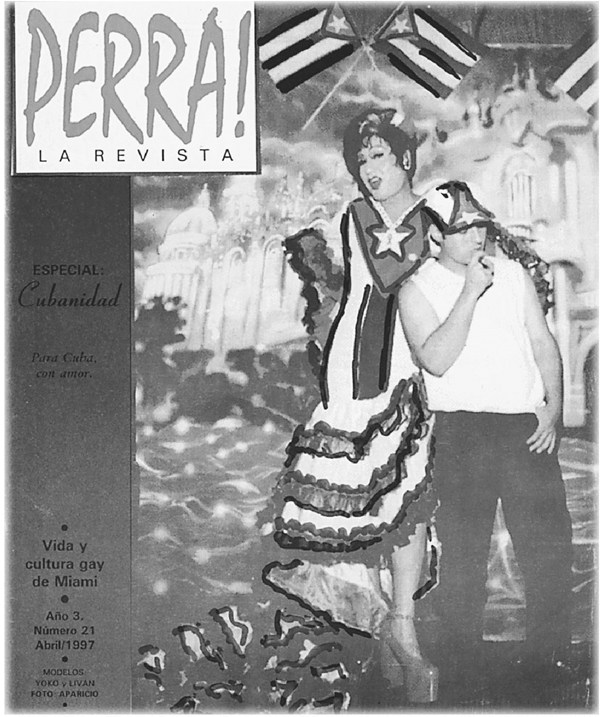 PERRA!
LA REVISTA
ESPECIAL:
Cubanidad
Para Cuba,
con amor.
Vida y
cultura gay
de Miami
Año 3,
Número 21
Abril/1997
MODELOS:
YOKO y LIVAN
FOTO: APARICIO